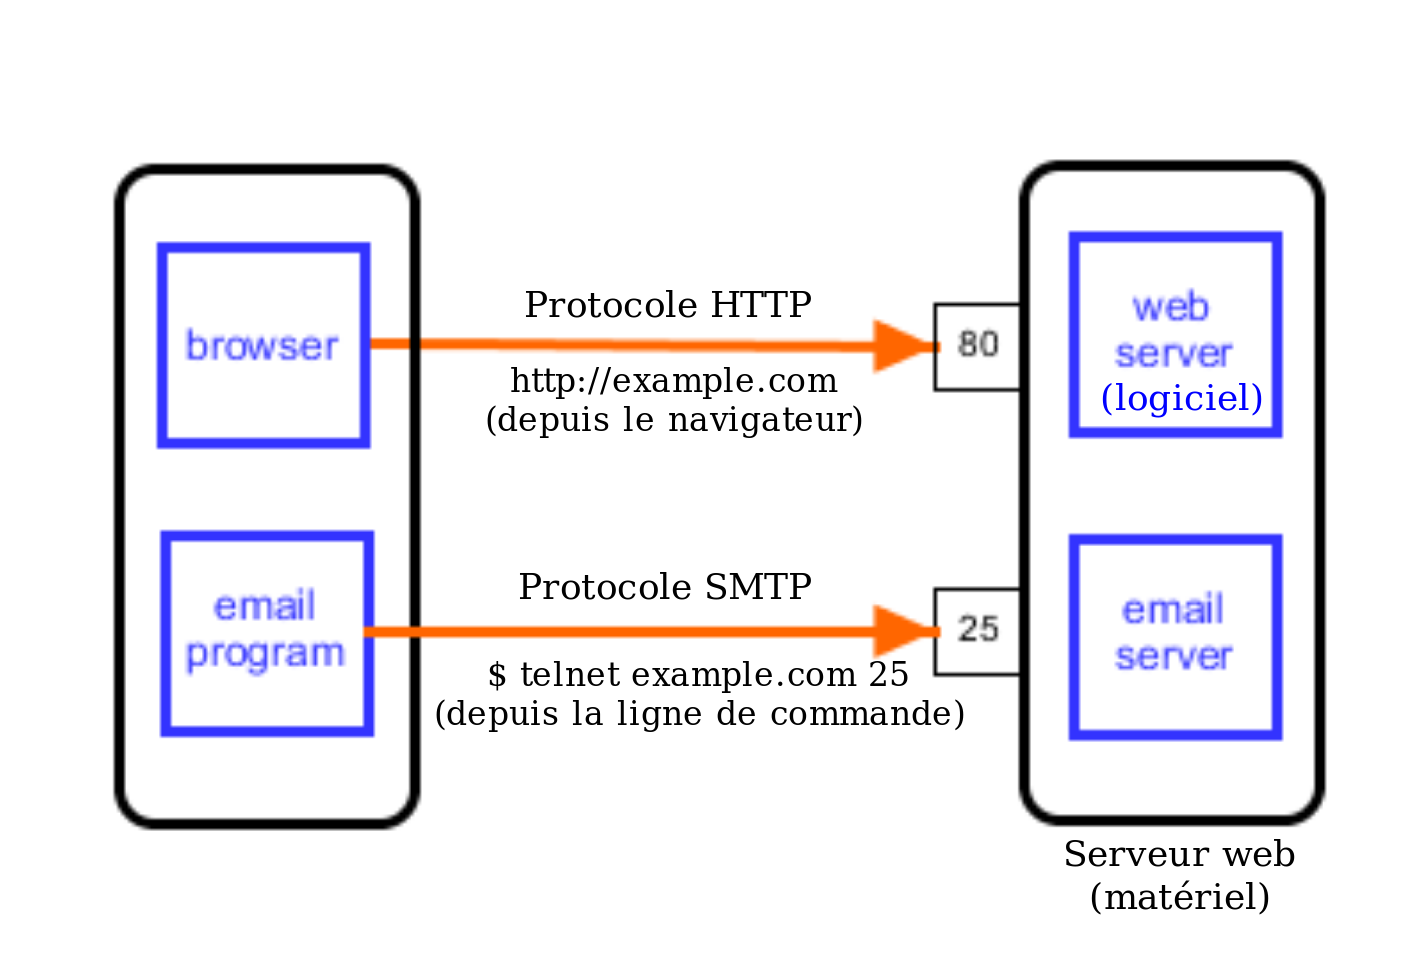 browser
Protocole HTTP
http://example.com
(depuis le navigateur)
80
web
server
(logiciel)
email
program
Protocole SMTP
$ telnet example.com 25
(depuis la ligne de commande)
25
email
server
Serveur web
(matériel)